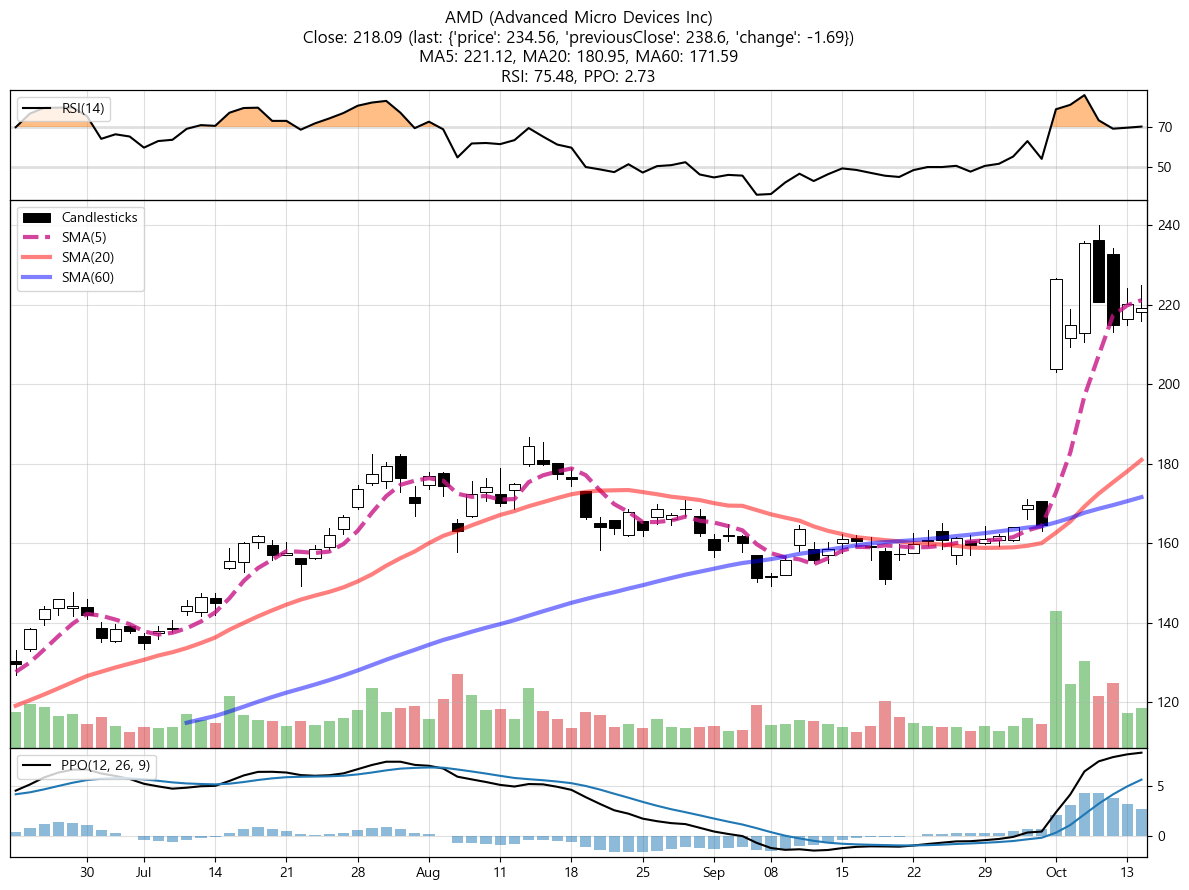 AMD (Advanced Micro Devices Inc)
Close: 218.09 (last: {'price': 234.56, 'previousClose': 238.6, 'change': -1.69})
MA5: 221.12, MA20: 180.95, MA60: 171.59
RSI: 75.48, PPO: 2.73
RSI(14)
70
50
Candlesticks
SMA(5)
SMA(20)
SMA(60)
240
220
200
180
160
140
120
PPO(12, 26, 9)
5
0
30 Jul 14 21 28 Aug 11 18 25 Sep 08 15 22 29 Oct 13